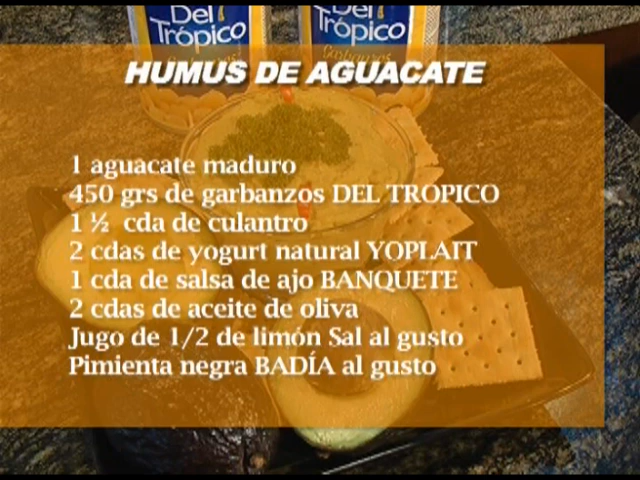 Del Trópico
Del Trópico
Garbanzos
HUMUS DE AGUACATE
1 aguacate maduro
450 grs de garbanzos DEL TROPICO
1 ½ cda de culantro
2 cdas de yogurt natural YOPLAIT
1 cda de salsa de ajo BANQUETE
2 cdas de aceite de oliva
Jugo de 1/2 de limón Sal al gusto
Pimienta negra BADÍA al gusto